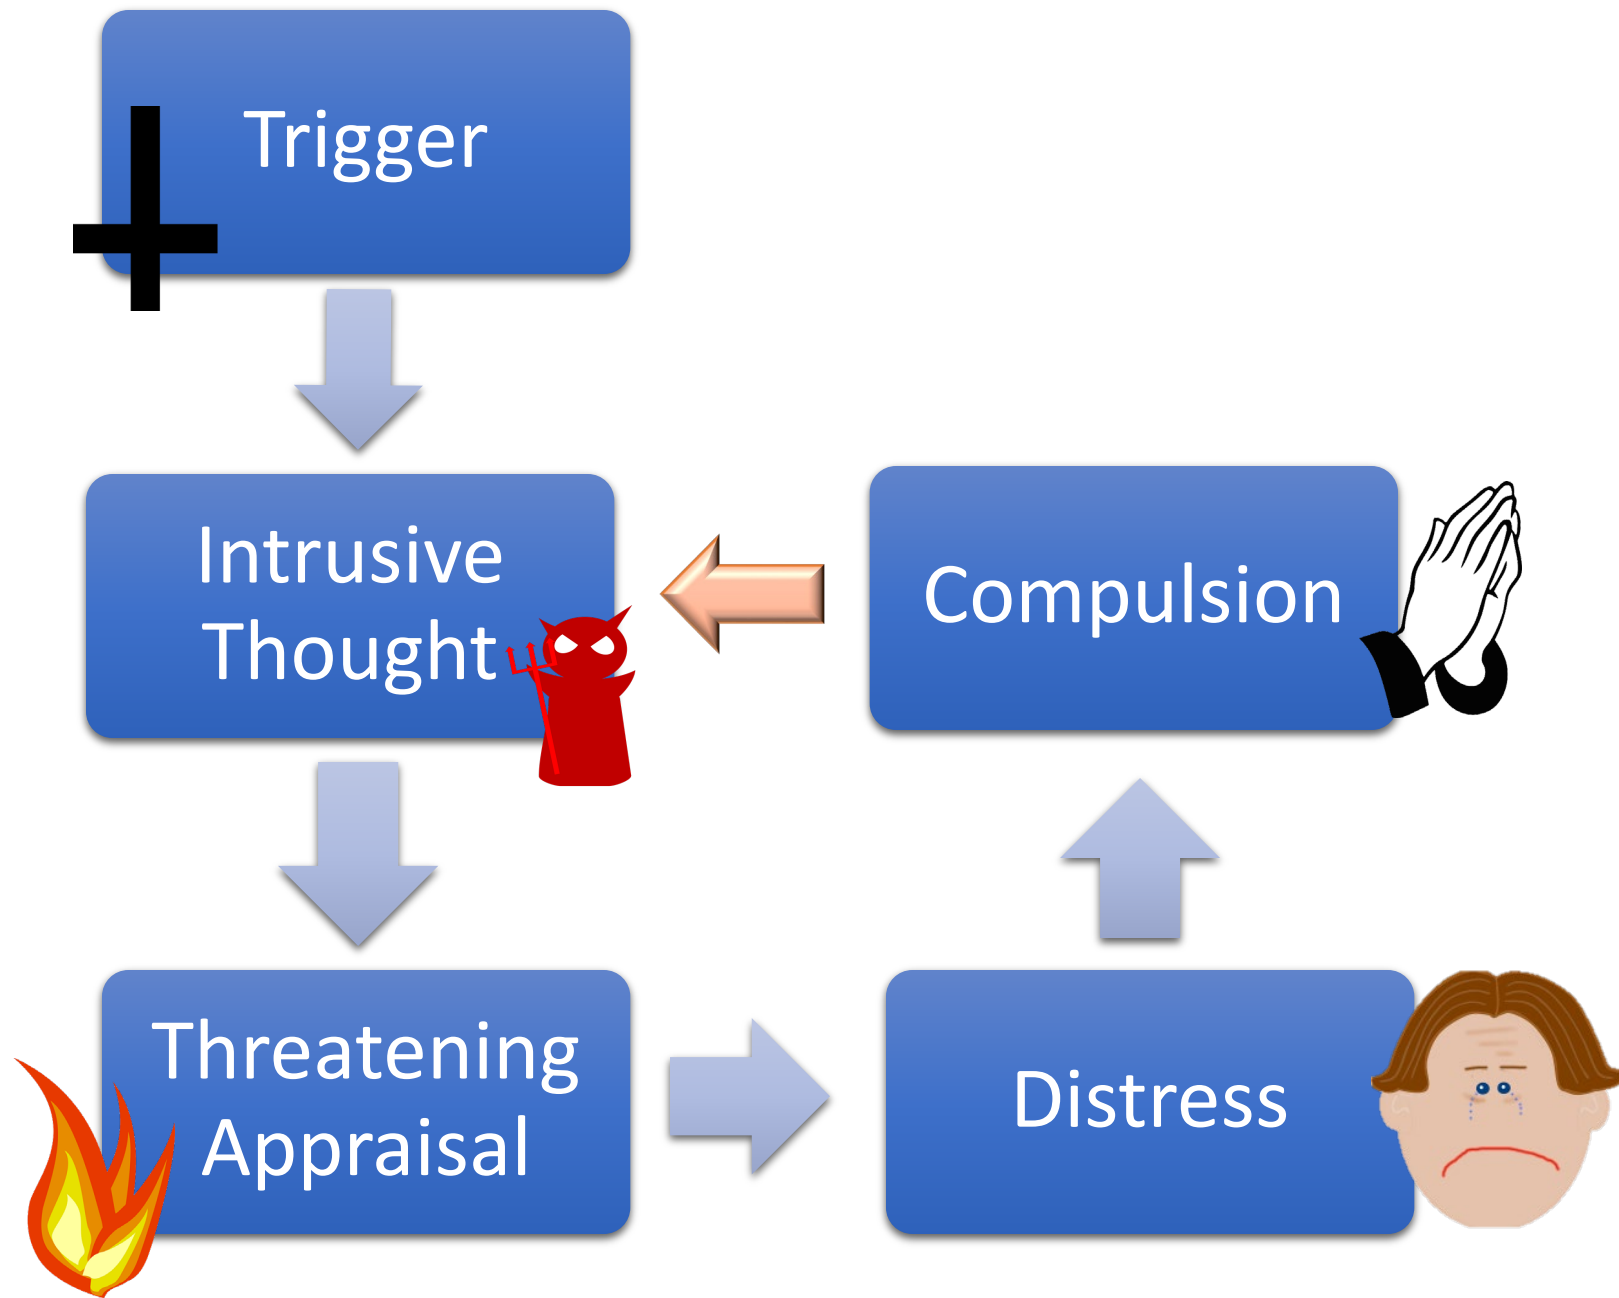 Trigger
Intrusive
Thought
Compulsion
Threatening
Appraisal
Distress